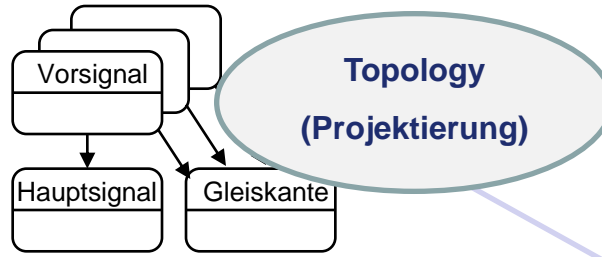 Vorsignal
Topology
(Projektierung)
Hauptsignal
Gleiskante